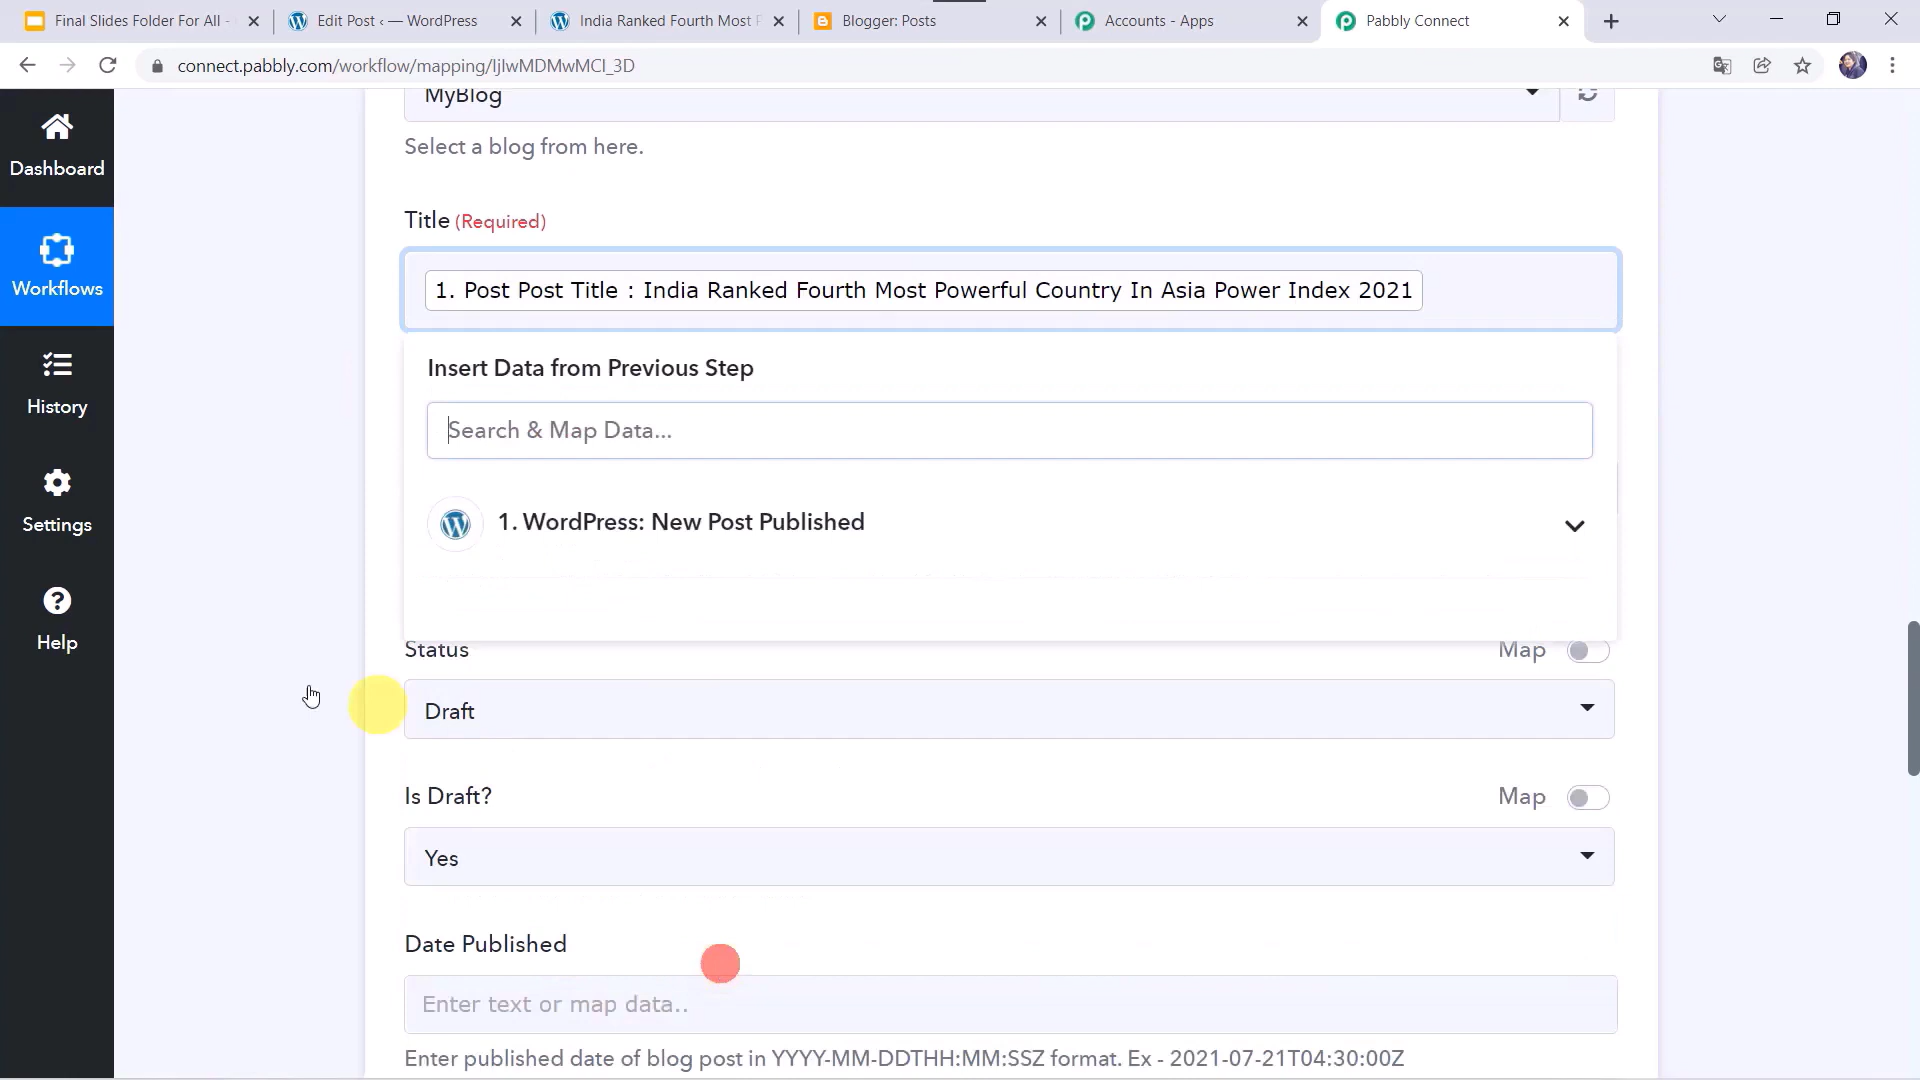 Final Slides Folder For All -
Edit Post ‹ — WordPress
India Ranked Fourth Most P
Blogger: Posts
Accounts - Apps
Pabbly Connect
connect.pabbly.com/workflow/mapping/IjIwMDMwMCI_3D
MyBlog
Select a blog from here.
Dashboard
Title (Required)
1. Post Post Title : India Ranked Fourth Most Powerful Country In Asia Power Index 2021
Workflows
Insert Data from Previous Step
History
Search & Map Data...
1. WordPress: New Post Published
Settings
Help
Status
Map
Draft
Is Draft?
Map
Yes
Date Published
Enter text or map data..
Enter published date of blog post in YYYY-MM-DDTHH:MM:SSZ format. Ex - 2021-07-21T04:30:00Z